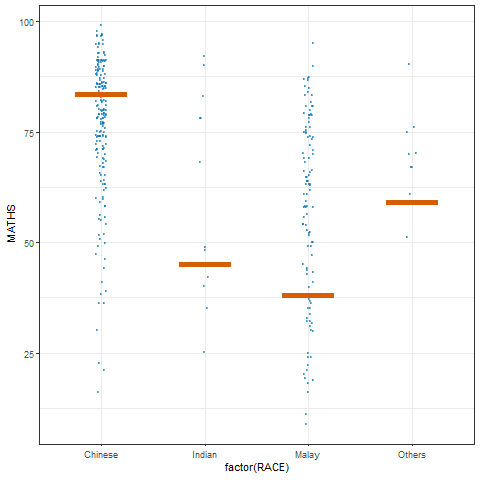 100
75
50
25
MATHS
Chinese
Indian
Malay
Others
factor(RACE)